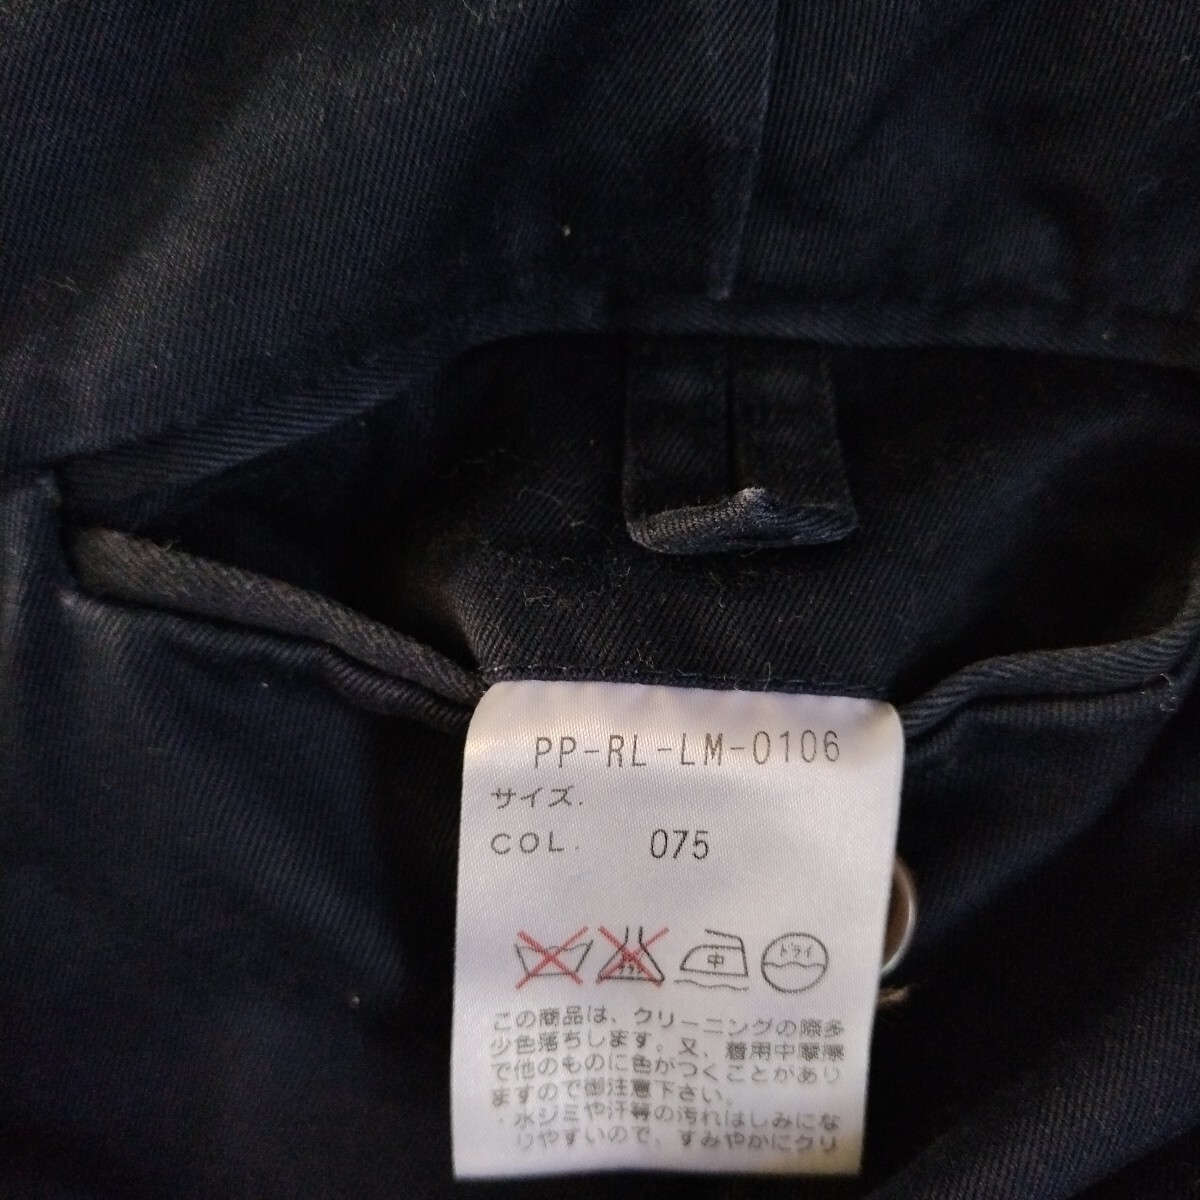 PP-RL-LM-0106
サイズ.
COL. 075
中 ドライ
この商品は、クリーニングの際多
少色落ちします。又、着用中摩擦
で他のものに色がつくことがあり
ますので御注意下さい。
・水ジミや汗等の汚れはしみにな
りやすいので、すみやかにクリ